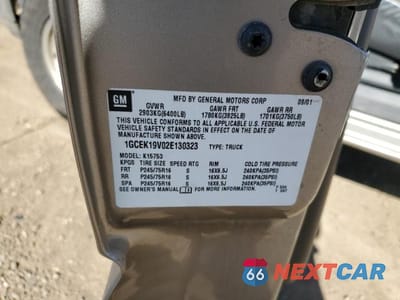 GM
MFD BY GENERAL MOTORS CORP 09/01
GVWR GAWR FRT GAWR RR
2903KG(6400LB) 1780KG(3925LB) 1701KG(3750LB)
THIS VEHICLE CONFORMS TO ALL APPLICABLE U.S. FEDERAL
MOTOR VEHICLE SAFETY STANDARDS IN EFFECT ON THE DATE OF
MANUFACTURE SHOWN ABOVE.
1GCEK19V02E130323 TYPE: TRUCK
MODEL: K15753
KPGS TIRE SIZE SPEED RTG RIM COLD TIRE PRESSURE
FRT P245/75R16 S 16X6.5J 240KPA(35PSI)
RR P245/75R16 S 16X6.5J 240KPA(35PSI)
SPA P245/75R16 S 16X6.5J 240KPA(35PSI)
SEE OWNER'S MANUAL FOR MORE INFORMATION.
66 NEXTCAR